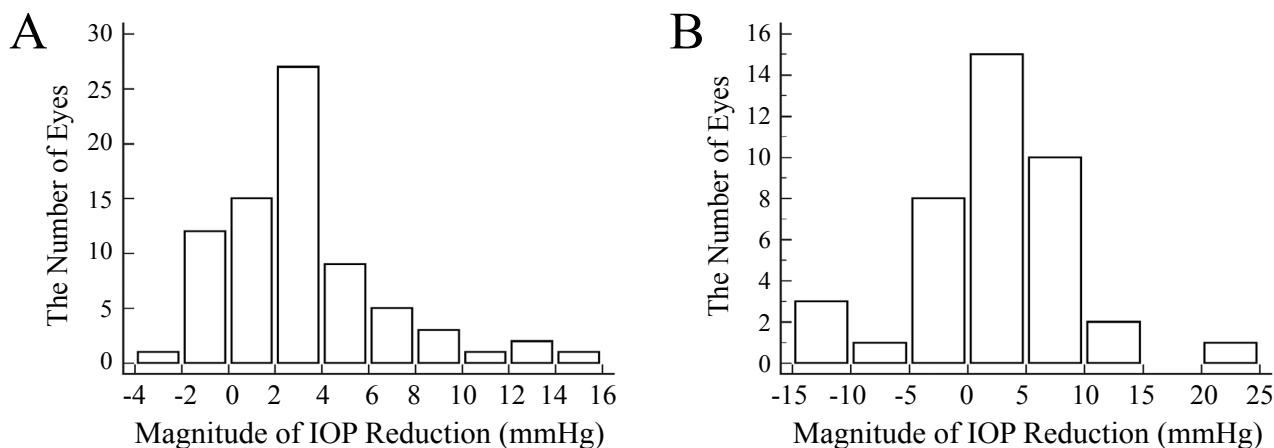 A
The Number of Eyes
30
25
20
15
10
5
0
-4 -2 0 2 4 6 8 10 12 14 16
Magnitude of IOP Reduction (mmHg)
B
The Number of Eyes
16
14
12
10
8
6
4
2
0
-15 -10 -5 0 5 10 15 20 25
Magnitude of IOP Reduction (mmHg)